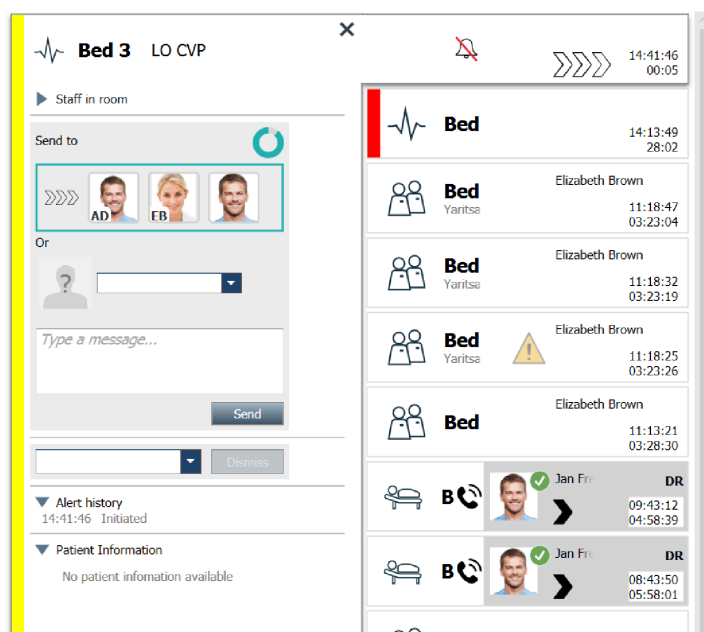 Bed 3 LO CVP
Staff in room
Send to
AD
EB
Or
?
Type a message...
Send
Dismiss
Alert history
14:41:46 Initiated
Patient Information
No patient infomation available
14:41:46
00:05
Bed
14:13:49
28:02
Elizabeth Brown
Bed
Yaritsa
11:18:47
03:23:04
Elizabeth Brown
Bed
Yaritsa
11:18:32
03:23:19
Elizabeth Brown
Bed
Yaritsa
11:18:25
03:23:26
Elizabeth Brown
Bed
11:13:21
03:28:30
B
Jan Fre
DR
09:43:12
04:58:39
B
Jan Fre
DR
08:43:50
05:58:01